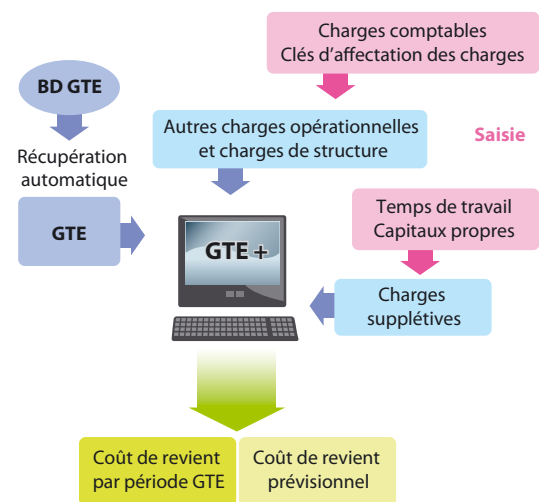 Charges comptables
Clés d'affectation des charges
BD GTE
Autres charges opérationnelles
et charges de structure
Saisie
Récupération
automatique
GTE
GTE +
Temps de travail
Capitaux propres
Charges
supplétives
Coût de revient
par période GTE
Coût de revient
prévisionnel